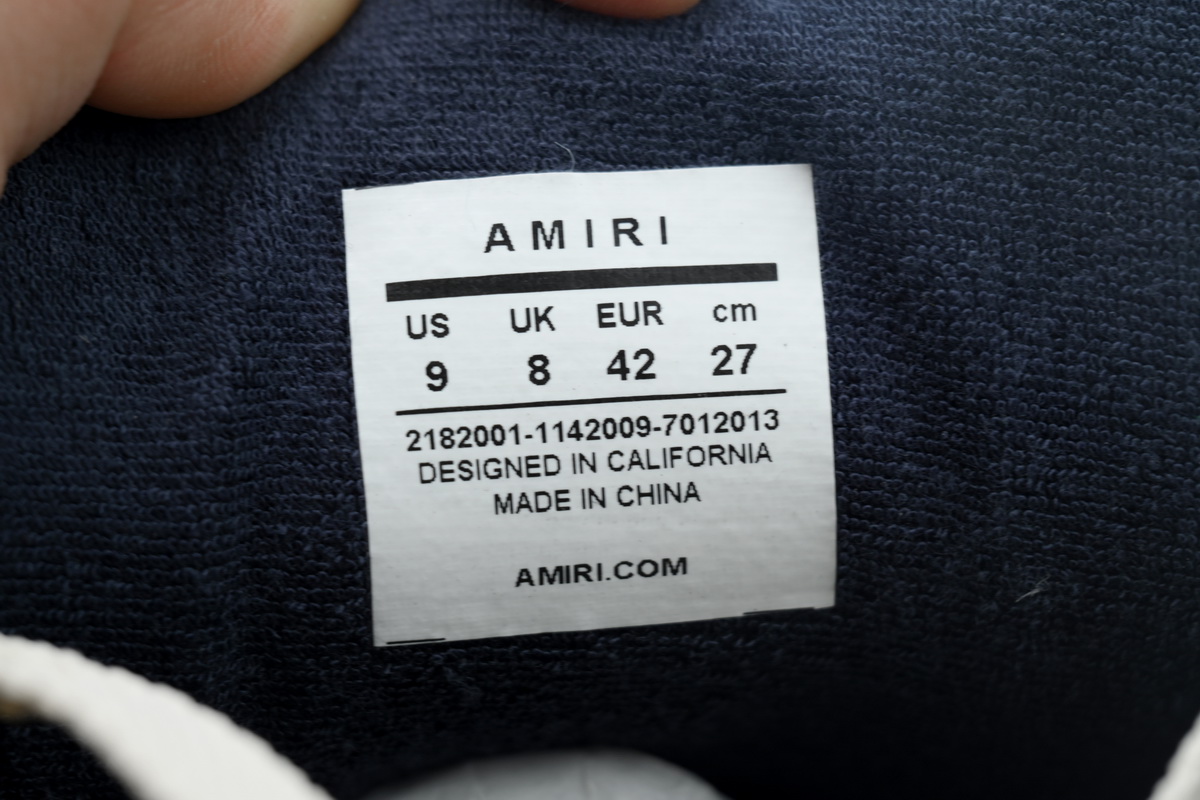 AMIRI
US UK EUR cm
9 8 42 27
2182001-1142009-7012013
DESIGNED IN CALIFORNIA
MADE IN CHINA
AMIRI.COM